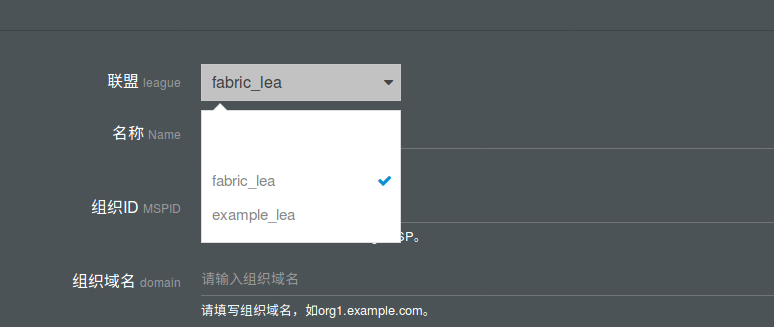 联盟 league fabric_lea
名称 Name
fabric_lea
example_lea
组织ID MSPID
SP。
组织域名 domain 请输入组织域名
请填写组织域名，如org1.example.com。